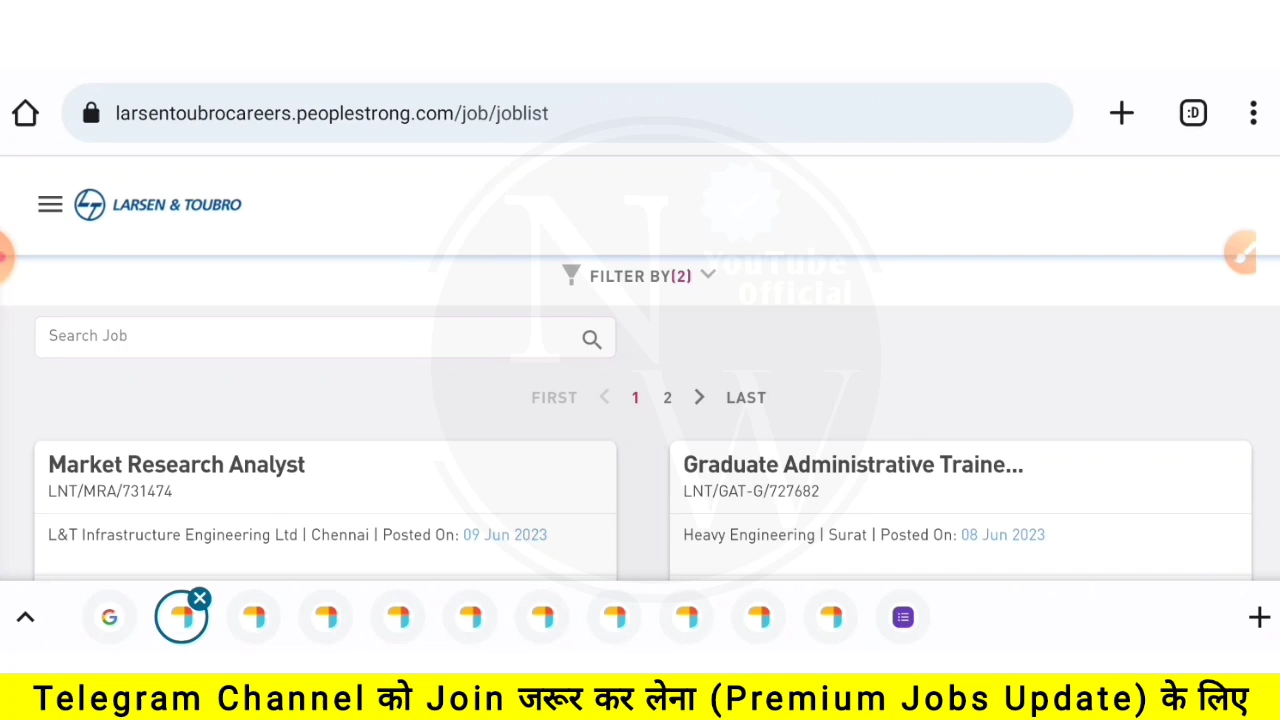 larsentoubrocareers.peoplestrong.com/job/joblist
:D
LARSEN & TOUBRO
FILTER BY(2)
YouTube
Official
Search Job
FIRST < 1 2 > LAST
N
W
Market Research Analyst
LNT/MRA/731474
L&T Infrastructure Engineering Ltd | Chennai | Posted On: 09 Jun 2023
Graduate Administrative Traine...
LNT/GAT-G/727682
Heavy Engineering | Surat | Posted On: 08 Jun 2023
Telegram Channel को Join जरूर कर लेना (Premium Jobs Update) के लिए